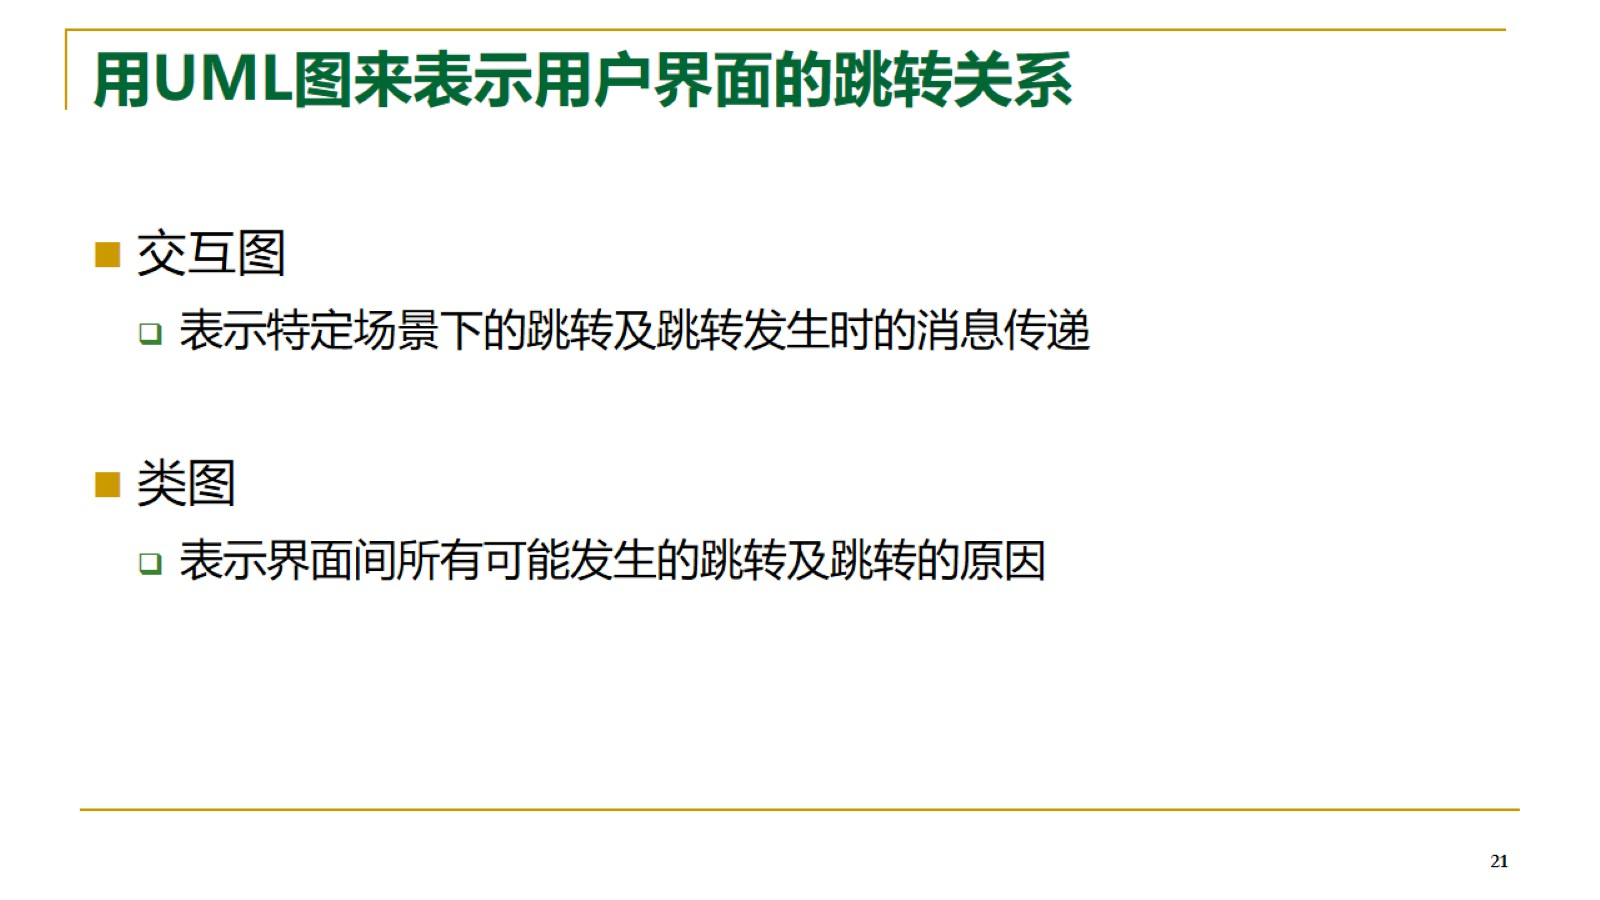 用UML图来表示用户界面的跳转关系
交互图
表示特定场景下的跳转及跳转发生时的消息传递
类图
表示界面间所有可能发生的跳转及跳转的原因
21